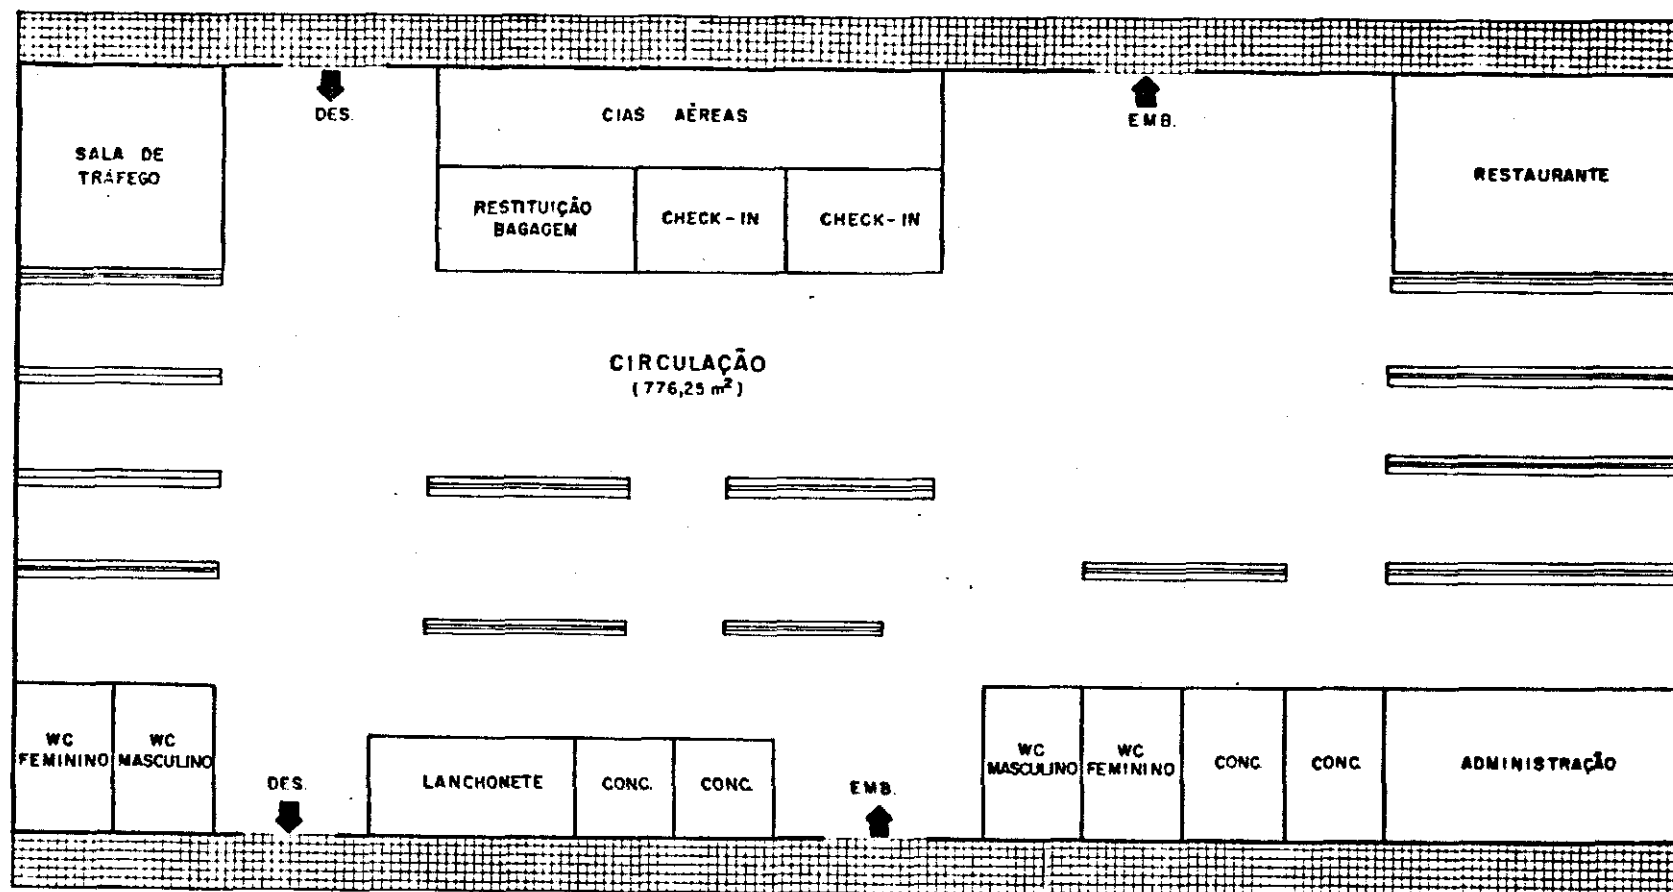 DES.
CIAS AÉREAS
EMB.
SALA DE
TRÁFEGO
RESTAURANTE
RESTITUIÇÃO
BAGAGEM
CHECK-IN
CHECK-IN
CIRCULAÇÃO
(776,25 m²)
WC
FEMININO
WC
MASCULINO
DES.
LANCHONETE
CONC.
CONC.
EMB.
WC
MASCULINO
WC
FEMININO
CONC.
CONC.
ADMINISTRAÇÃO